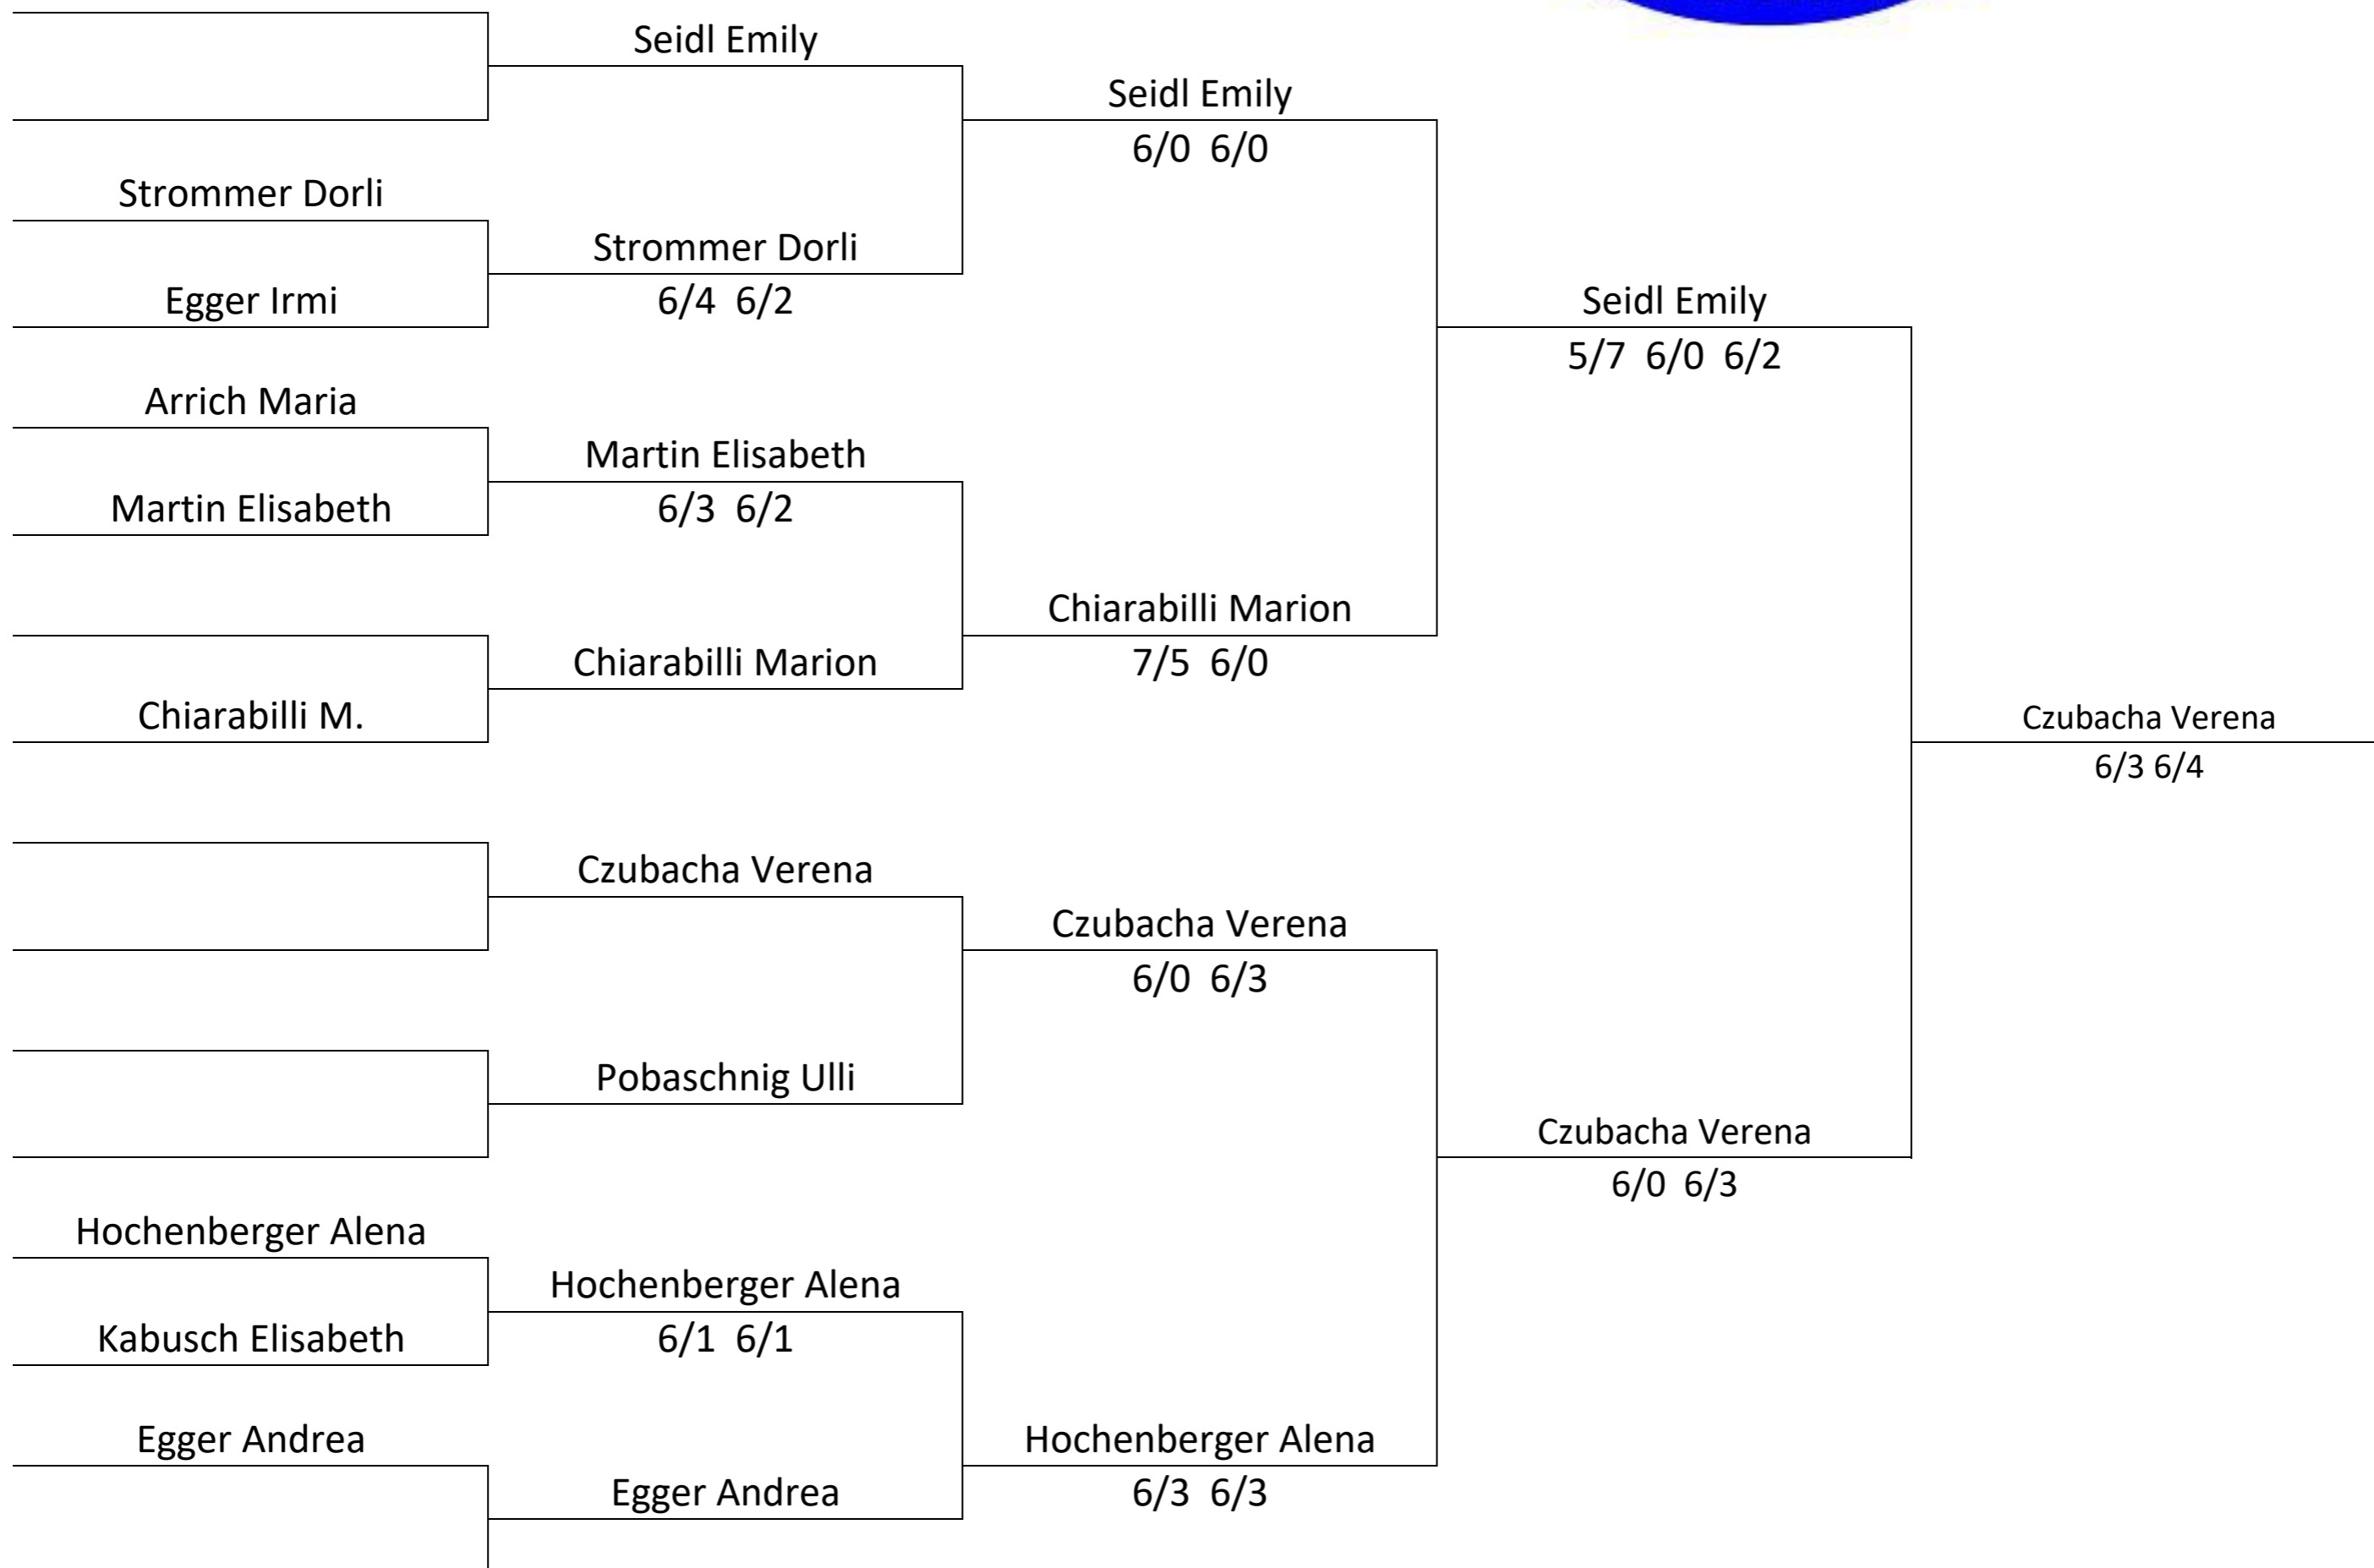 Seidl Emily
Seidl Emily
6/0 6/0
Strommer Dorli
Strommer Dorli
Egger Irmi
6/4 6/2
Seidl Emily
5/7 6/0 6/2
Arrich Maria
Martin Elisabeth
Martin Elisabeth
6/3 6/2
Chiarabilli Marion
Chiarabilli Marion
7/5 6/0
Chiarabilli M.
Czubacha Verena
6/3 6/4
Czubacha Verena
Czubacha Verena
6/0 6/3
Pobaschnig Ulli
Czubacha Verena
6/0 6/3
Hochenberger Alena
Hochenberger Alena
Kabusch Elisabeth
6/1 6/1
Egger Andrea
Hochenberger Alena
Egger Andrea
6/3 6/3